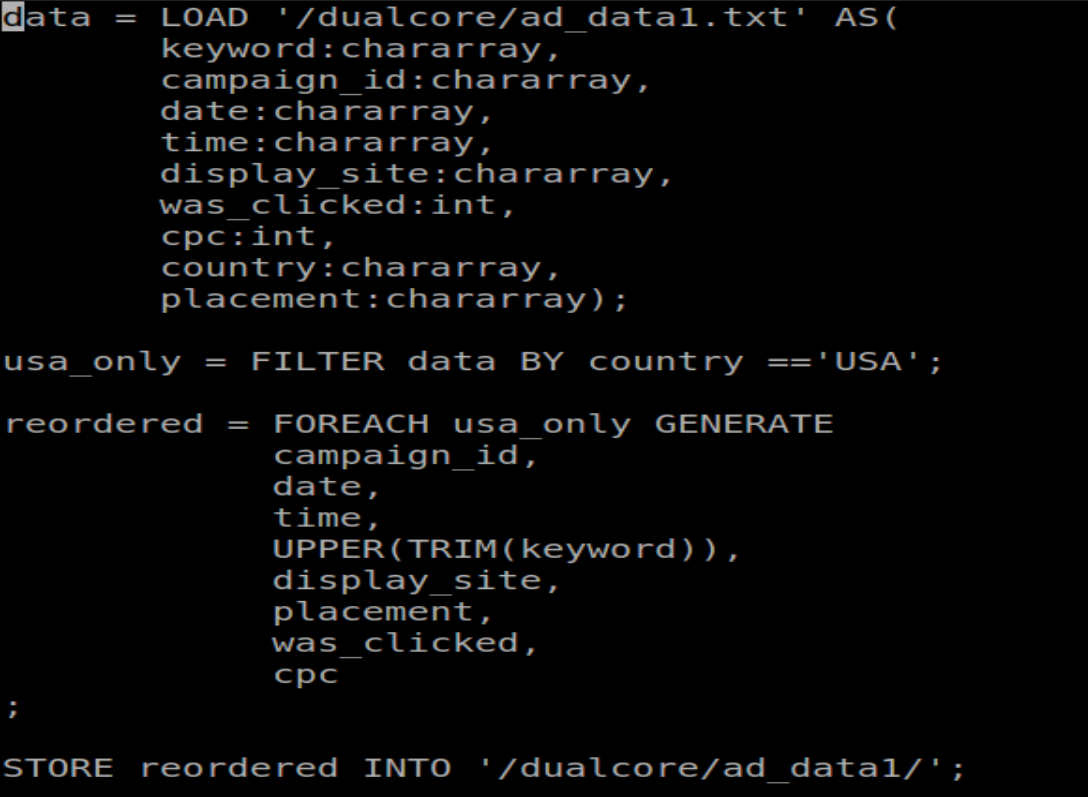 data = LOAD '/dualcore/ad_data1.txt' AS(
keyword:chararray,
campaign_id:chararray,
date:chararray,
time:chararray,
display_site:chararray,
was_clicked:int,
cpc:int,
country:chararray,
placement:chararray);
usa_only = FILTER data BY country =='USA';
reordered = FOREACH usa_only GENERATE
campaign_id,
date,
time,
UPPER(TRIM(keyword)),
display_site,
placement,
was_clicked,
cpc
;
STORE reordered INTO '/dualcore/ad_data1/';